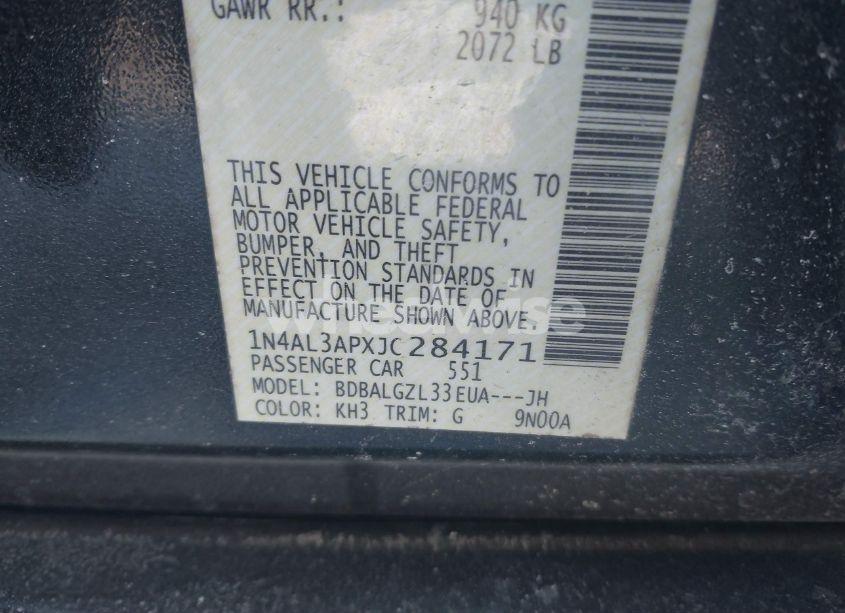 GAWR RR.: 940 KG
2072 LB
THIS VEHICLE CONFORMS TO
ALL APPLICABLE FEDERAL
MOTOR VEHICLE SAFETY,
BUMPER, AND THEFT
PREVENTION STANDARDS IN
EFFECT ON THE DATE OF
MANUFACTURE SHOWN ABOVE.
1N4AL3APXJC284171
PASSENGER CAR 551
MODEL: BDBALGZL33EUA---JH
COLOR: KH3 TRIM: G 9N00A